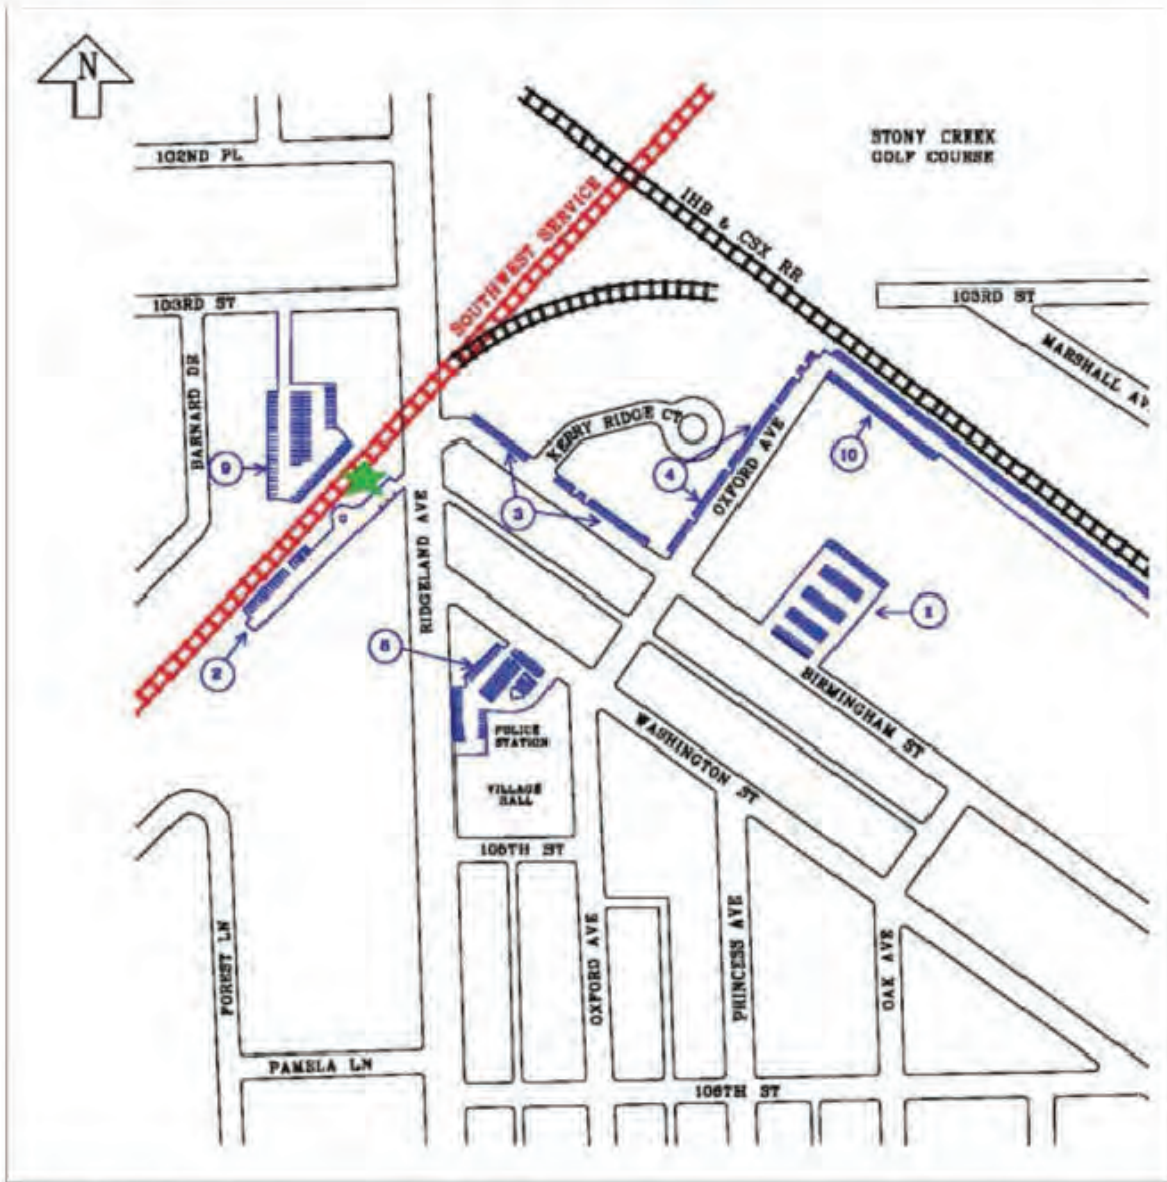 N
STONY CREEK
GOLF COURSE
102ND PL
SOUTHWEST SERVICE
IHB & CSX RR
103RD ST
103RD ST
MARSHALL AV
BARNARD DR
KERRY RIDGE CT
OXFORD AVE
9
4
10
3
RIDGELAND AVE
1
2
5
BIRMINGHAM ST
POLICE
STATION
WASHINGTON ST
VILLAGE
HALL
105TH ST
FOREST LN
OXFORD AVE
PRINCESS AVE
OAK AVE
PAMELA LN
106TH ST